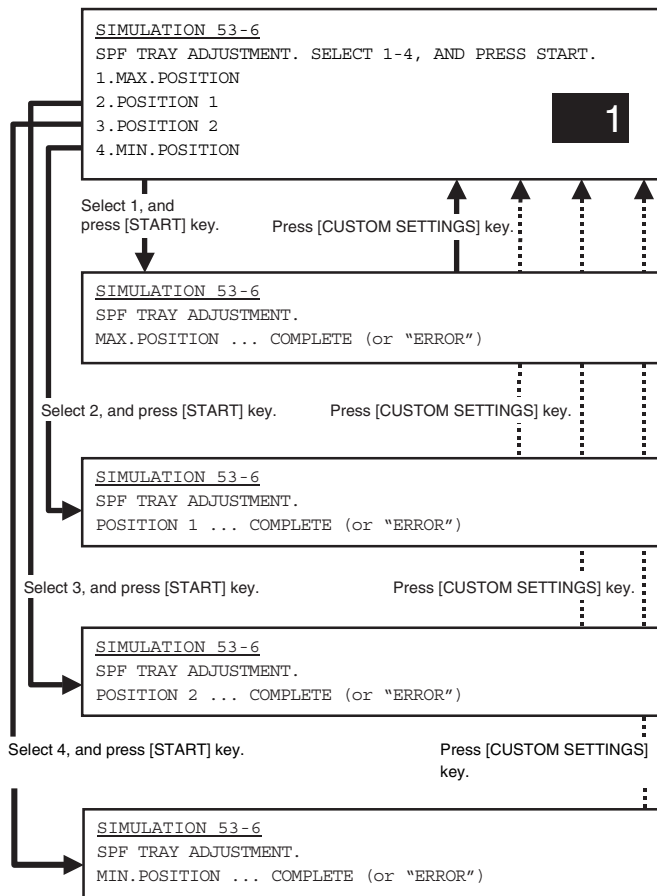 SIMULATION 53-6
SPF TRAY ADJUSTMENT. SELECT 1-4, AND PRESS START.
1.MAX.POSITION
2.POSITION 1
3.POSITION 2
4.MIN.POSITION
1
Select 1, and
press [START] key.
Press [CUSTOM SETTINGS] key.
SIMULATION 53-6
SPF TRAY ADJUSTMENT.
MAX.POSITION ... COMPLETE (or “ERROR”)
Select 2, and press [START] key.
Press [CUSTOM SETTINGS] key.
SIMULATION 53-6
SPF TRAY ADJUSTMENT.
POSITION 1 ... COMPLETE (or “ERROR”)
Select 3, and press [START] key.
Press [CUSTOM SETTINGS] key.
SIMULATION 53-6
SPF TRAY ADJUSTMENT.
POSITION 2 ... COMPLETE (or “ERROR”)
Select 4, and press [START] key.
Press [CUSTOM SETTINGS]
key.
SIMULATION 53-6
SPF TRAY ADJUSTMENT.
MIN.POSITION ... COMPLETE (or “ERROR”)